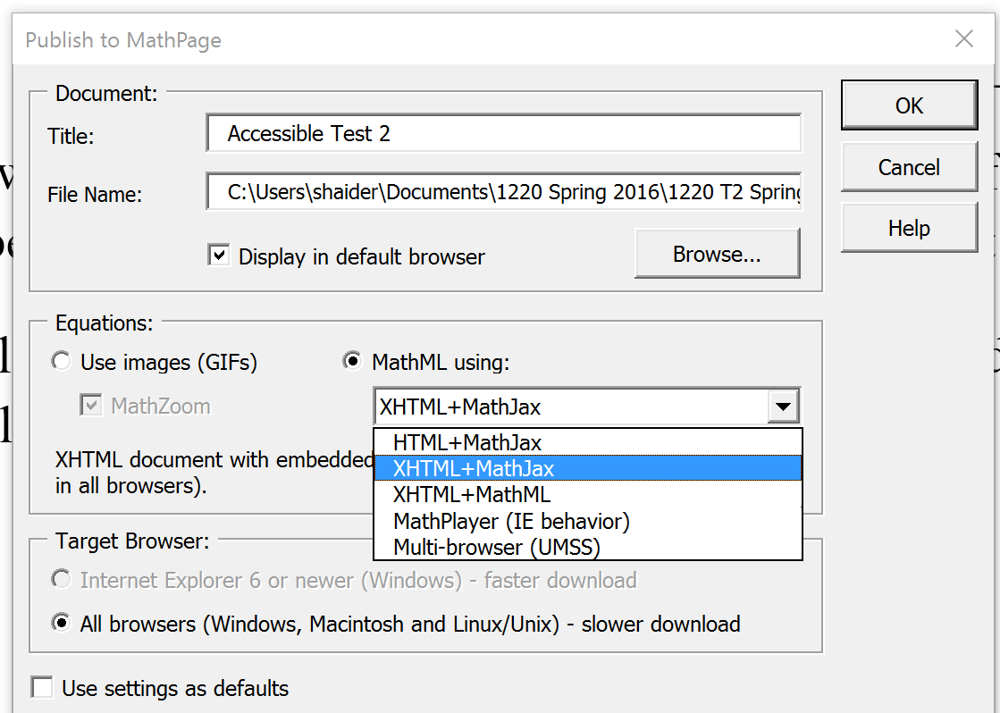 Publish to MathPage
Document:
Title:
Accessible Test 2
File Name:
C:\Users\shaider\Documents\1220 Spring 2016\1220 T2 Spring
Display in default browser
Browse...
OK
Cancel
Help
Equations:
Use images (GIFs)
MathML using:
MathZoom
XHTML+MathJax
HTML+MathJax
XHTML+MathJax
XHTML+MathML
MathPlayer (IE behavior)
Multi-browser (UMSS)
XHTML document with embedded
in all browsers).
Target Browser:
Internet Explorer 6 or newer (Windows) - faster download
All browsers (Windows, Macintosh and Linux/Unix) - slower download
Use settings as defaults